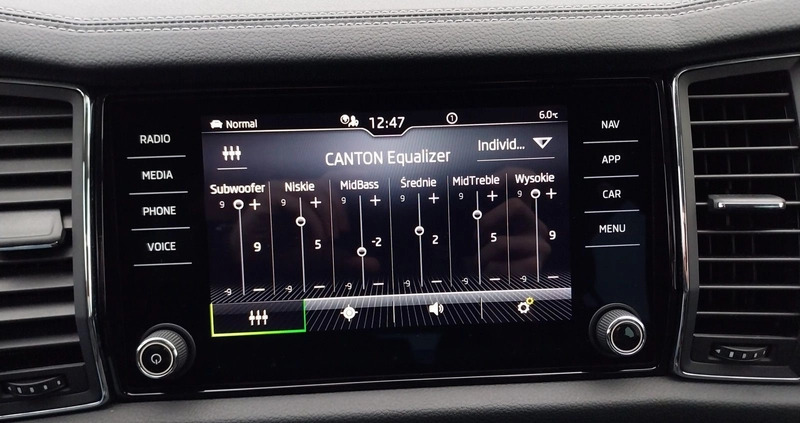 Normal 12:47 1 6.0°C
RADIO
MEDIA
PHONE
VOICE
NAV
APP
CAR
MENU
CANTON Equalizer
Individ...
Subwoofer Niskie MidBass Średnie MidTreble Wysokie
9 + 9 + 9 + 9 + 9 + 9 +
9 5 -2 2 5 9
-9 − -9 − -9 − -9 − -9 − -9 −